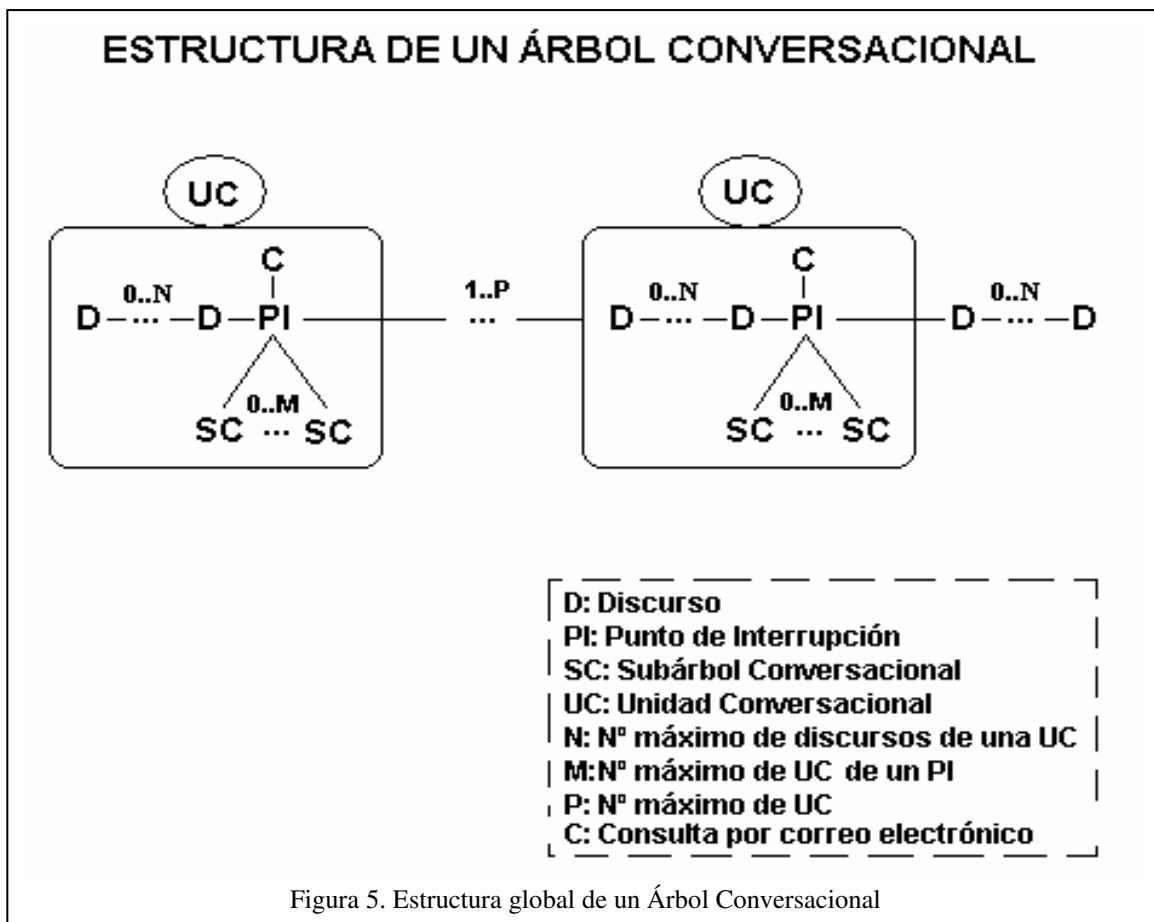 ESTRUCTURA DE UN ÁRBOL CONVERSACIONAL
UC UC
C C
0..N 1..P 0..N 0..N
D ... D PI ... D ... D PI D ... D
0..M 0..M
SC ... SC SC ... SC
D: Discurso
PI: Punto de Interrupción
SC: Subárbol Conversacional
UC: Unidad Conversacional
N: Nº máximo de discursos de una UC
M:Nº máximo de UC de un PI
P: Nº máximo de UC
C: Consulta por correo electrónico
Figura 5. Estructura global de un Árbol Conversacional